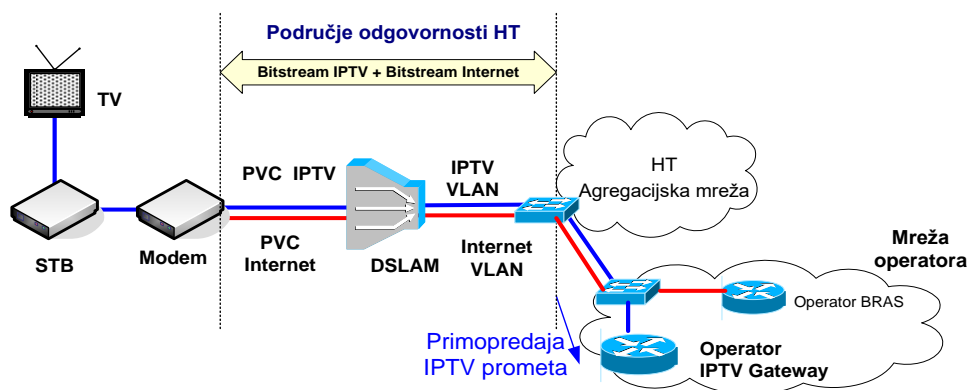 Područje odgovornosti HT
Bitstream IPTV + Bitstream Internet
TV
PVC IPTV
IPTV
VLAN
HT
Agregacijska mreža
STB
Modem
PVC
Internet
DSLAM
Internet
VLAN
Mreža
operatora
Operator BRAS
Primopredaja
IPTV prometa
Operator
IPTV Gateway